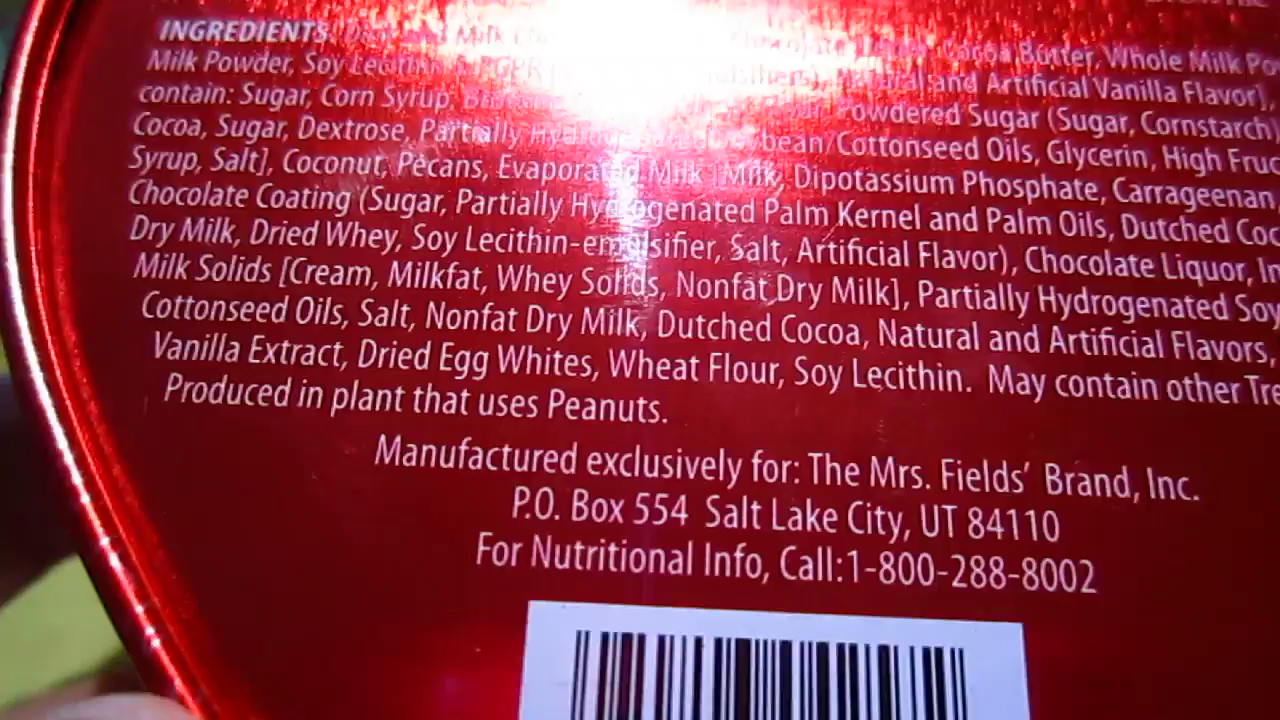 INGREDIENTS: and Milk Cocoa Butter, Whole Milk
Milk Powder, Soy Lecithin & PGPR and Artificial Vanilla Flavor],
contain: Sugar, Corn Syrup, Powdered Sugar (Sugar, Cornstarch)
Cocoa, Sugar, Dextrose, Partially Soybean/Cottonseed Oils, Glycerin, High
Syrup, Salt], Coconut, Pecans, Evaporated Milk [Milk, Dipotassium Phosphate, Carrageenan
Chocolate Coating (Sugar, Partially Hydrogenated Palm Kernel and Palm Oils, Dutched
Dry Milk, Dried Whey, Soy Lecithin-emulsifier, Salt, Artificial Flavor), Chocolate Liquor,
Milk Solids [Cream, Milkfat, Whey Solids, Nonfat Dry Milk], Partially Hydrogenated Soy
Cottonseed Oils, Salt, Nonfat Dry Milk, Dutched Cocoa, Natural and Artificial Flavors,
Vanilla Extract, Dried Egg Whites, Wheat Flour, Soy Lecithin. May contain other
Produced in plant that uses Peanuts.
Manufactured exclusively for: The Mrs. Fields' Brand, Inc.
P.O. Box 554 Salt Lake City, UT 84110
For Nutritional Info, Call:1-800-288-8002